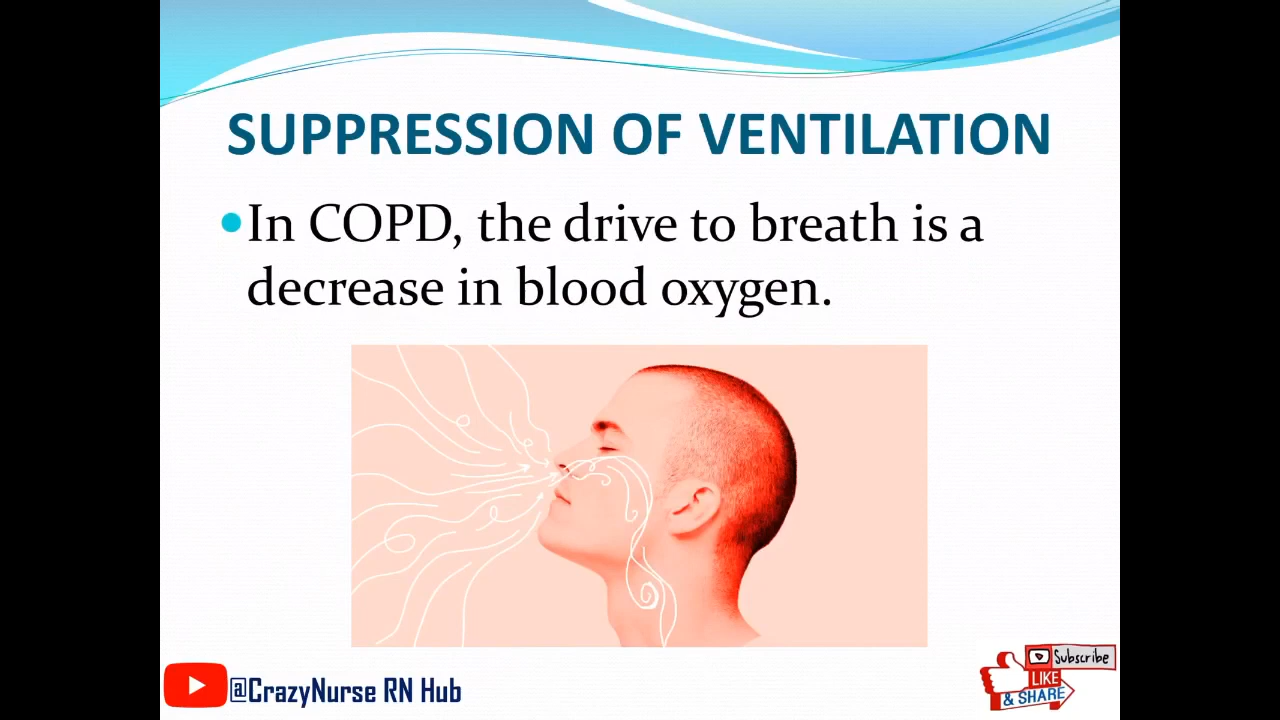 SUPPRESSION OF VENTILATION
In COPD, the drive to breath is a
decrease in blood oxygen.
@CrazyNurse RN Hub
Subscribe
LIKE
& SHARE